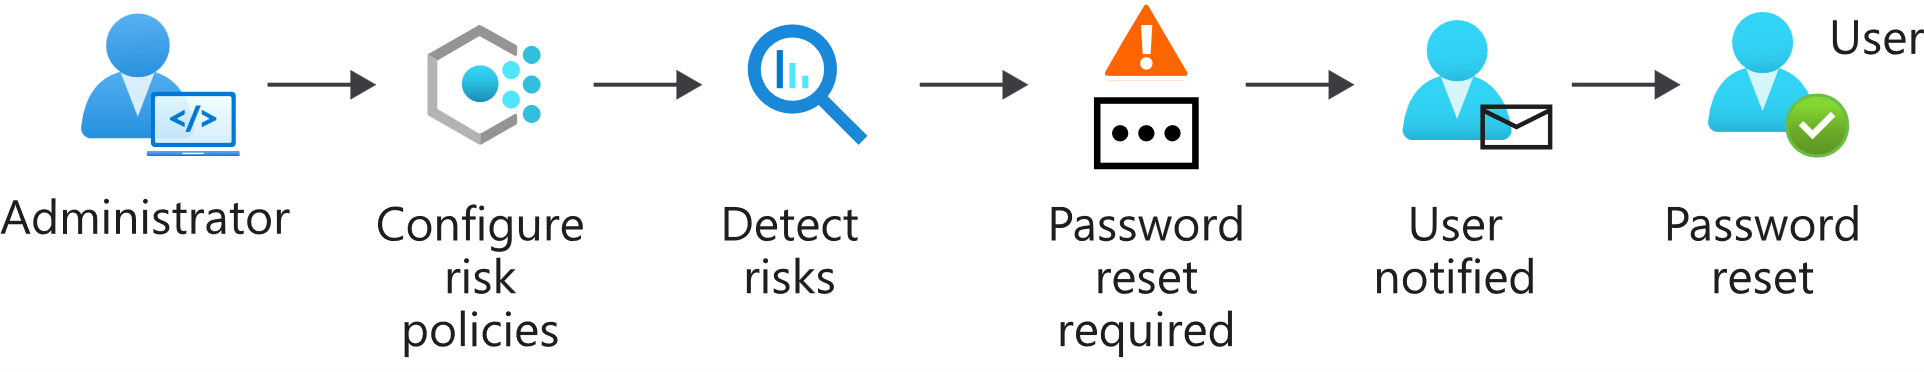 User
</>
Administrator
Configure
risk
policies
Detect
risks
Password
reset
required
User
notified
Password
reset